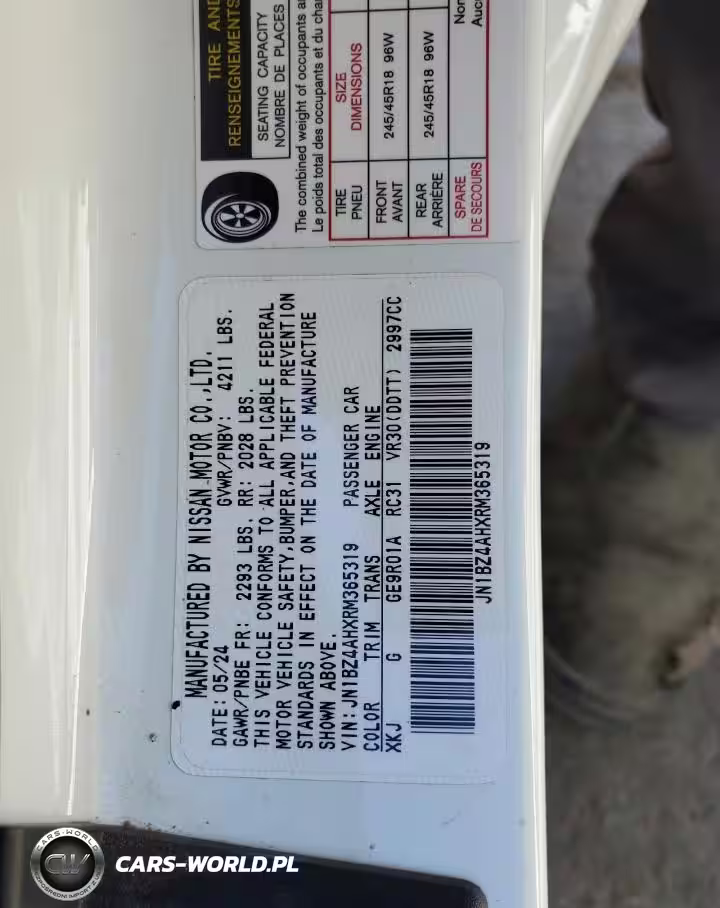 TIRE AND
RENSEIGNEMENTS
SEATING CAPACITY
NOMBRE DE PLACES
The combined weight of occupants
Le poids total des occupants et du
TIRE
PNEU
SIZE
DIMENSIONS
FRONT
AVANT
245/45R18 96W
REAR
ARRIÈRE
245/45R18 96W
SPARE
DE SECOURS
MANUFACTURED BY NISSAN MOTOR CO.,LTD.
DATE: 05/24 GVWR/PNBV: 4211 LBS.
GAWR/PNBE FR: 2293 LBS. RR: 2028 LBS.
THIS VEHICLE CONFORMS TO ALL APPLICABLE FEDERAL
MOTOR VEHICLE SAFETY,BUMPER,AND THEFT PREVENTION
STANDARDS IN EFFECT ON THE DATE OF MANUFACTURE
SHOWN ABOVE.
VIN: JN1BZ4AHXRM365319 PASSENGER CAR
COLOR TRIM TRANS AXLE ENGINE
XKJ G GE9R01A RC31 VR30(DDTT) 2997CC
JN1BZ4AHXRM365319
CARS-WORLD
CW
CARS-WORLD.PL